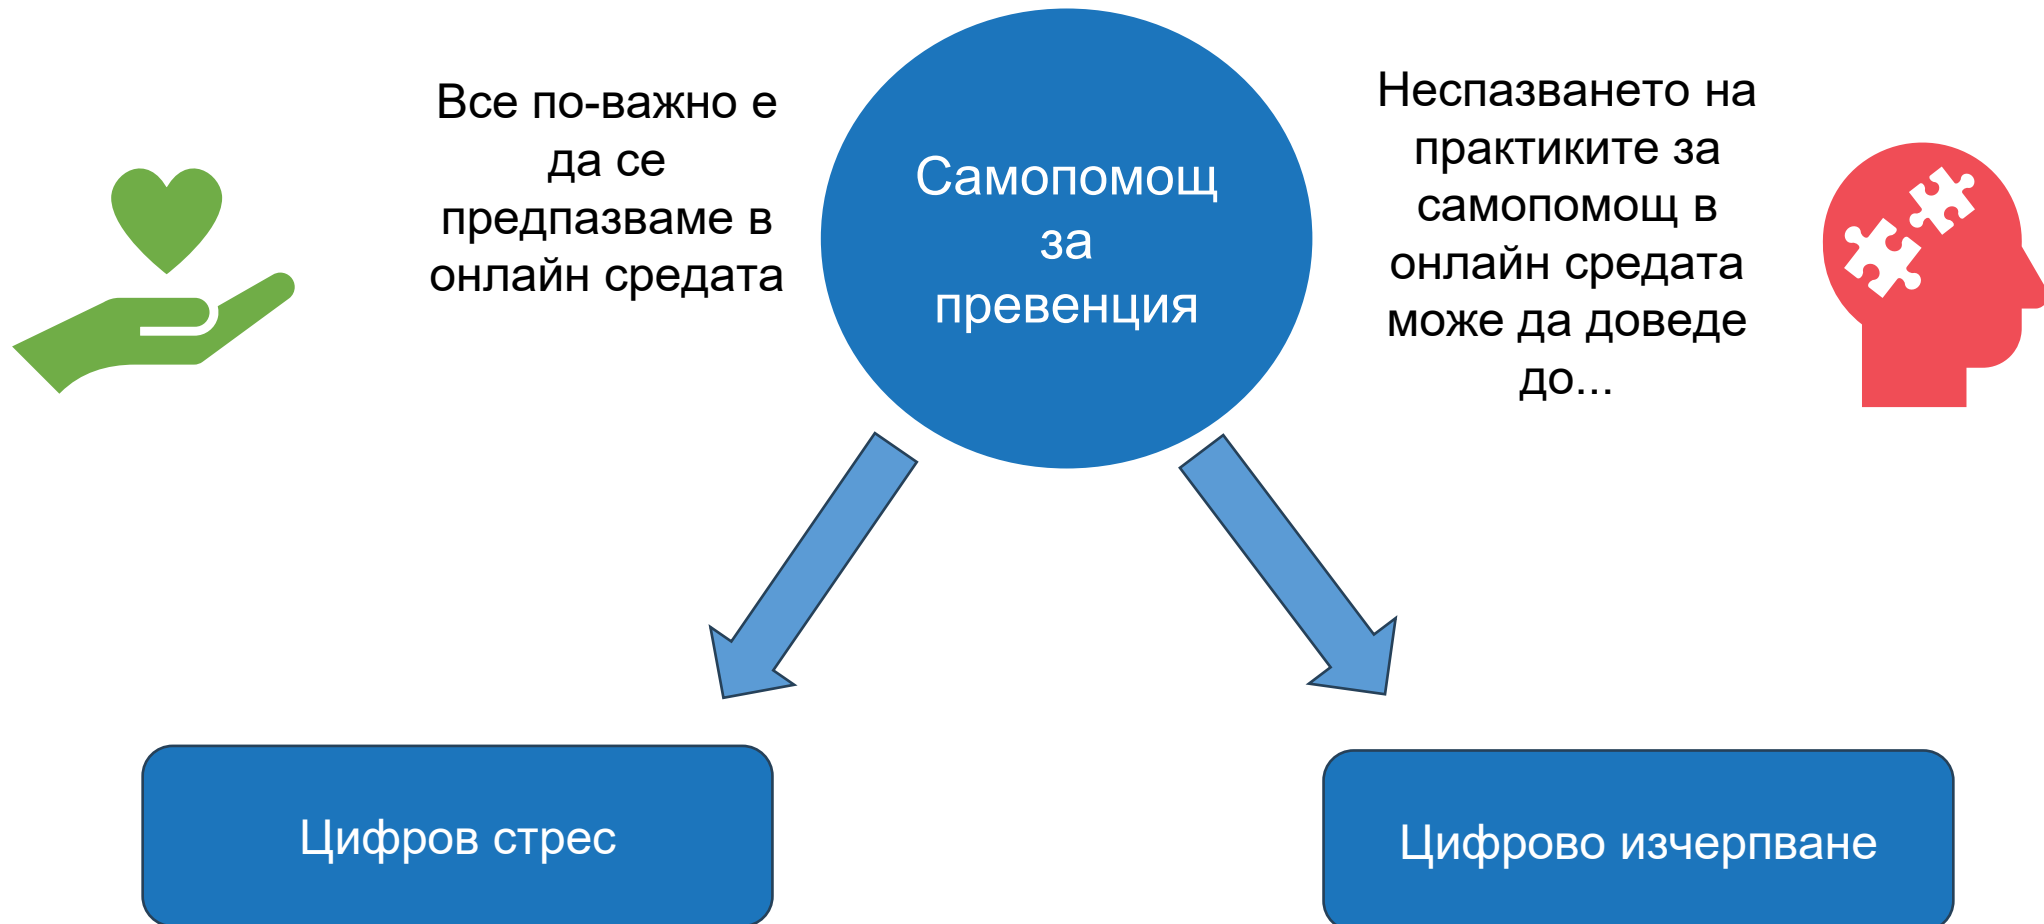 Все по-важно е
да се
предпазваме в
онлайн средата
Самопомощ
за
превенция
Неспазването на
практиките за
самопомощ в
онлайн средата
може да доведе
до...
Цифров стрес
Цифрово изчерпване